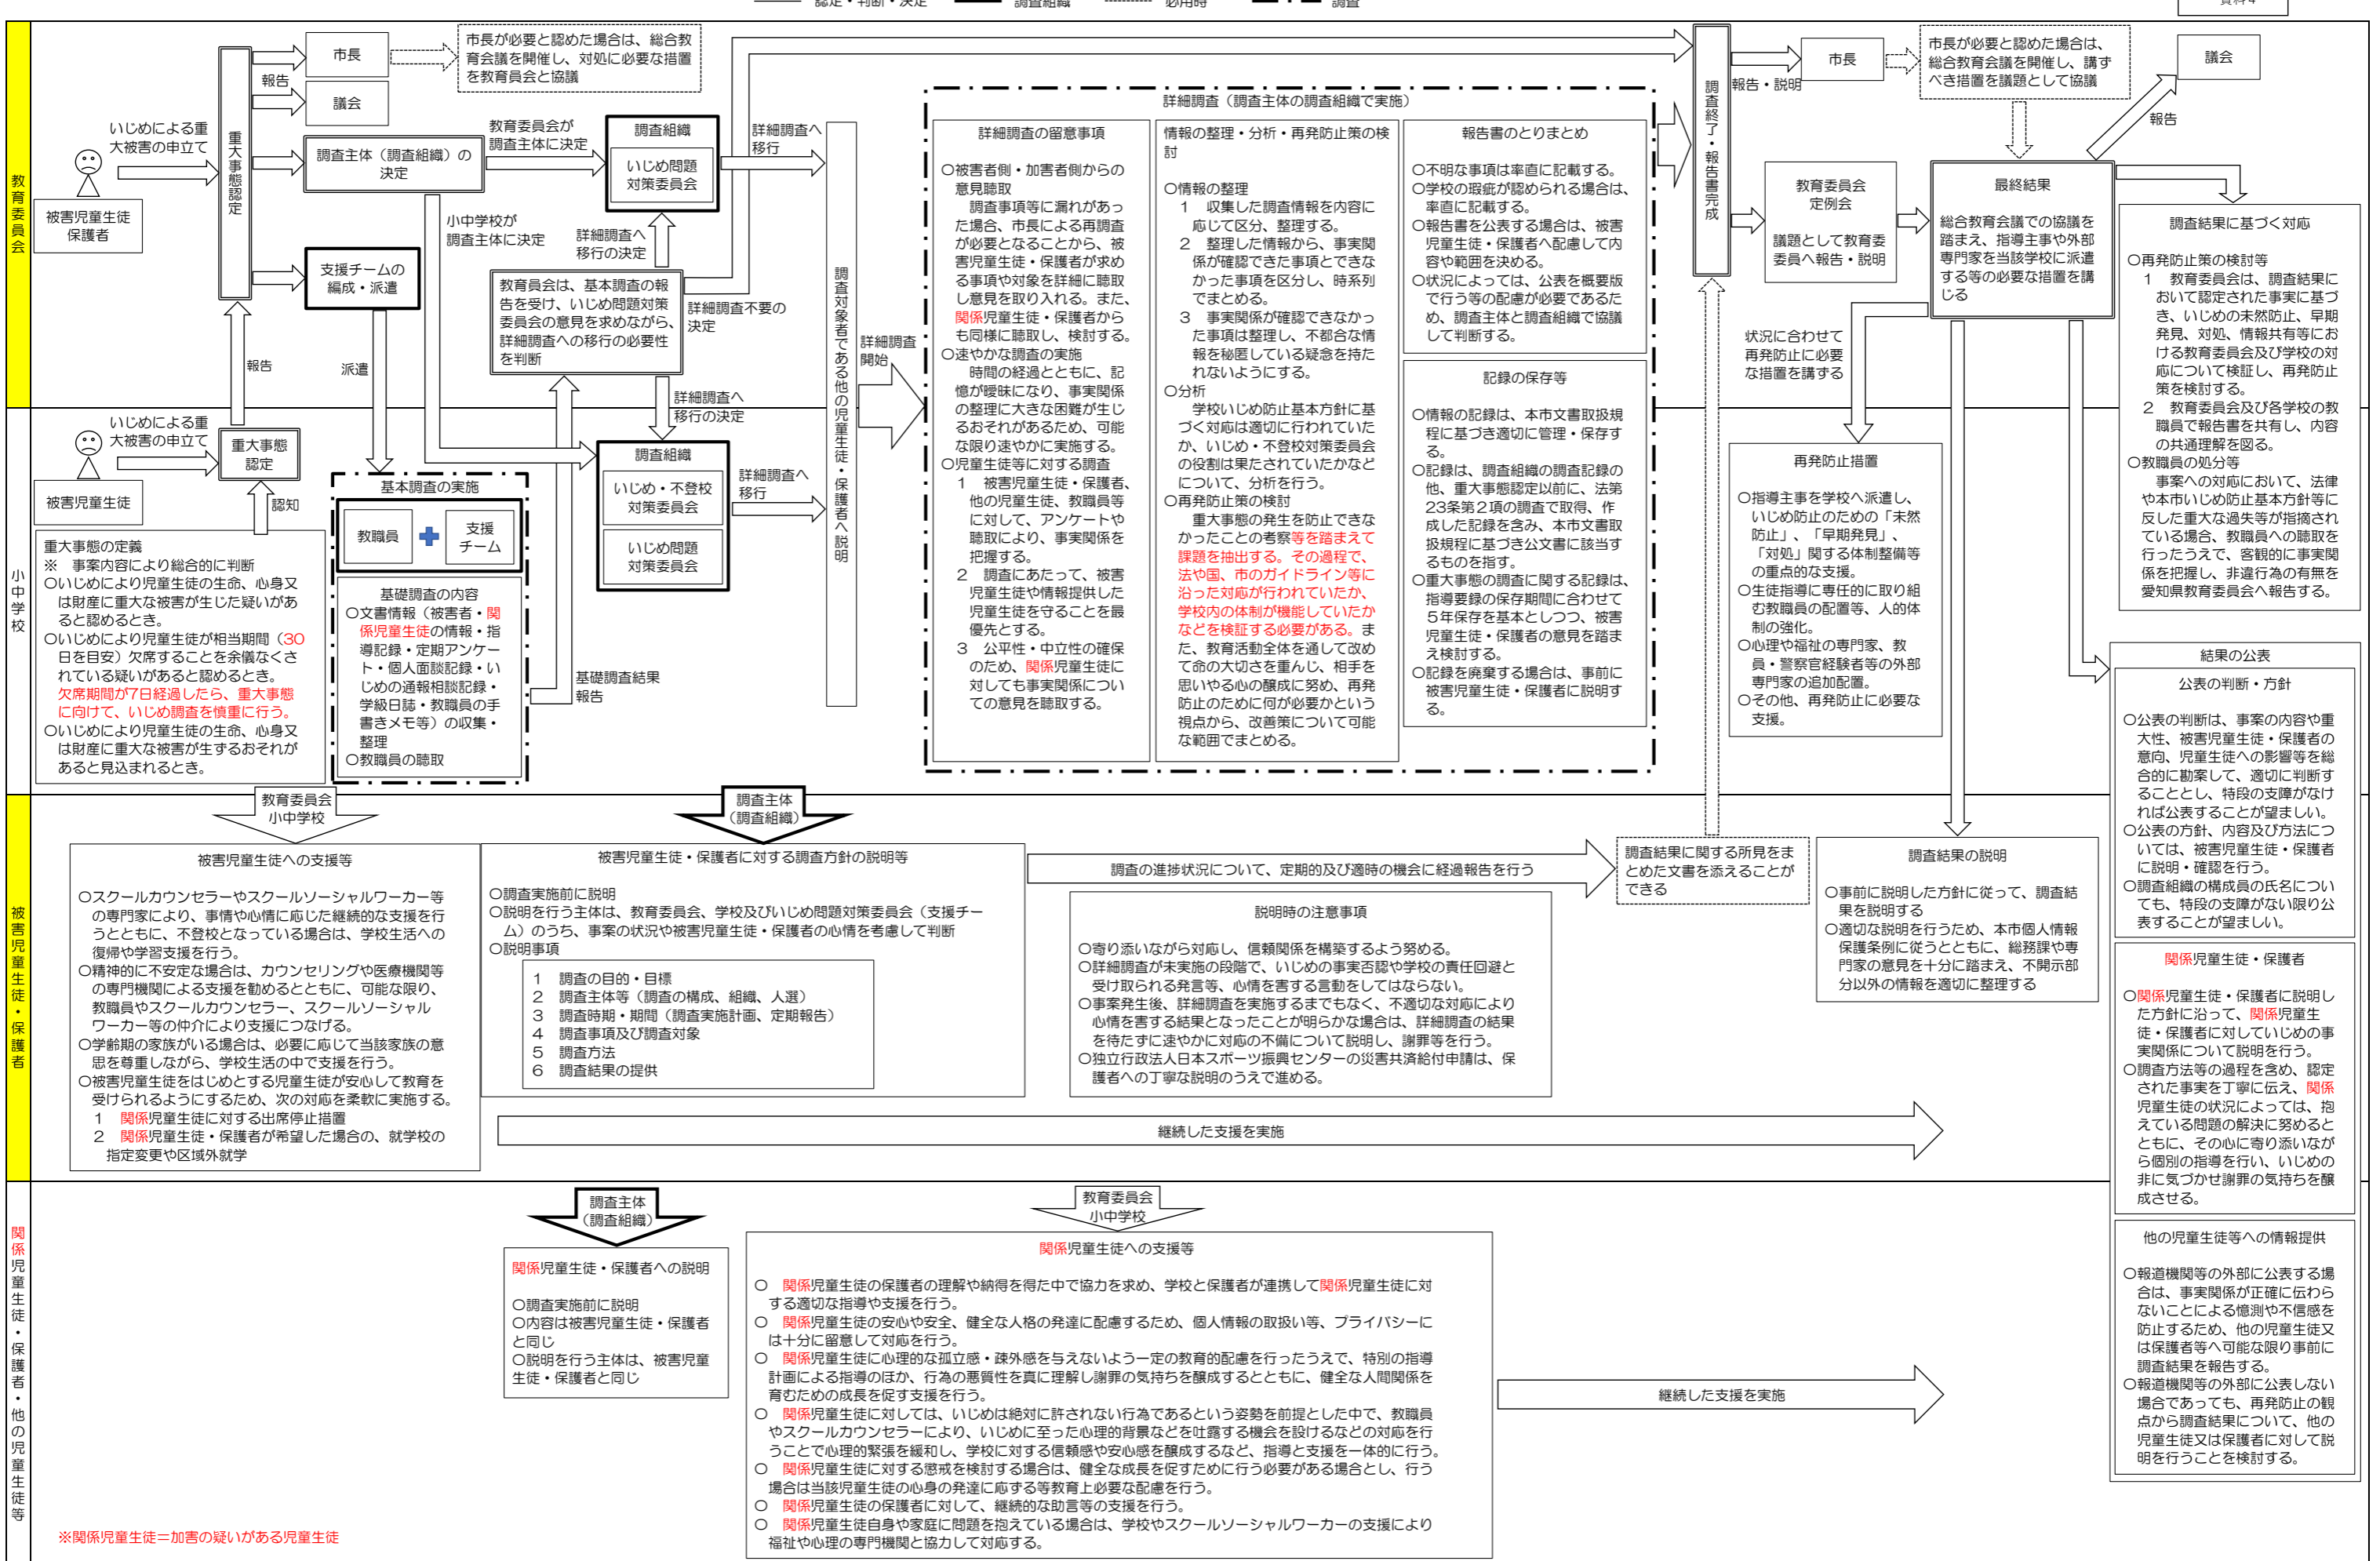 認定・判断・決定
調査組織
必用時
調査
資料4
教育委員会
いじめによる重
大被害の申立て
被害児童生徒
保護者
重大事態認定
報告
市長
市長が必要と認めた場合は、総合教
育会議を開催し、対処に必要な措置
を教育員会と協議
議会
調査主体（調査組織）の
決定
教育委員会が
調査主体に決定
調査組織
いじめ問題
対策委員会
詳細調査へ
移行
小中学校が
調査主体に決定
詳細調査へ
移行の決定
支援チームの
編成・派遣
教育委員会は、基本調査の報
告を受け、いじめ問題対策
委員会の意見を求めながら、
詳細調査への移行の必要性
を判断
詳細調査不要の
決定
報告
派遣
詳細調査へ
移行の決定
調査対象者である他の児童生徒・保護者へ説明
詳細調査
開始
詳細調査（調査主体の調査組織で実施）
詳細調査の留意事項
○被害者側・加害者側からの
意見聴取
調査事項等に漏れがあっ
た場合、市長による再調査
が必要となることから、被
害児童生徒・保護者が求め
る事項や対象を詳細に聴取
し意見を取り入れる。また、
関係児童生徒・保護者から
も同様に聴取し、検討する。
○速やかな調査の実施
時間の経過とともに、記
憶が曖昧になり、事実関係
の整理に大きな困難が生じ
るおそれがあるため、可能
な限り速やかに実施する。
○児童生徒等に対する調査
1　被害児童生徒・保護者、
他の児童生徒、教職員等
に対して、アンケートや
聴取により、事実関係を
把握する。
2　調査にあたって、被害
児童生徒や情報提供した
児童生徒を守ることを最
優先とする。
3　公平性・中立性の確保
のため、関係児童生徒に
対しても事実関係につい
ての意見を聴取する。
情報の整理・分析・再発防止策の検
討
○情報の整理
1　収集した調査情報を内容に
応じて区分、整理する。
2　整理した情報から、事実関
係が確認できた事項とできな
かった事項を区分し、時系列
でまとめる。
3　事実関係が確認できなかっ
た事項は整理し、不都合な情
報を秘匿している疑念を持た
れないようにする。
○分析
学校いじめ防止基本方針に基
づく対応は適切に行われていた
か、いじめ・不登校対策委員会
の役割は果たされていたかなど
について、分析を行う。
○再発防止策の検討
重大事態の発生を防止できな
かったことの考察等を踏まえて
課題を抽出する。その過程で、
法や国、市のガイドライン等に
沿った対応が行われていたか、
学校内の体制が機能していたか
などを検証する必要がある。ま
た、教育活動全体を通して改め
て命の大切さを重んじ、相手を
思いやる心の醸成に努め、再発
防止のために何が必要かという
視点から、改善策について可能
な範囲でまとめる。
報告書のとりまとめ
○不明な事項は率直に記載する。
○学校の瑕疵が認められる場合は、
率直に記載する。
○報告書を公表する場合は、被害
児童生徒・保護者へ配慮して内
容や範囲を決める。
○状況によっては、公表を概要版
で行う等の配慮が必要であるた
め、調査主体と調査組織で協議
して判断する。
記録の保存等
○情報の記録は、本市文書取扱規
程に基づき適切に管理・保存す
る。
○記録は、調査組織の調査記録の
他、重大事態認定以前に、法第
23条第2項の調査で取得、作
成した記録を含み、本市文書取
扱規程に基づき公文書に該当す
るものを指す。
○重大事態の調査に関する記録は、
指導要録の保存期間に合わせて
5年保存を基本としつつ、被害
児童生徒・保護者の意見を踏ま
え検討する。
○記録を廃棄する場合は、事前に
被害児童生徒・保護者に説明す
る。
調査終了・報告書完成
報告・説明
市長
市長が必要と認めた場合は、
総合教育会議を開催し、講ず
べき措置を議題として協議
議会
報告
教育委員会
定例会
議題として教育委
委員へ報告・説明
最終結果
総合教育会議での協議を
踏まえ、指導主事や外部
専門家を当該学校に派遣
する等の必要な措置を講
じる
状況に合わせて
再発防止に必要
な措置を講ずる
調査結果に基づく対応
○再発防止策の検討等
1　教育委員会は、調査結果に
おいて認定された事実に基づ
き、いじめの未然防止、早期
発見、対処、情報共有等にお
ける教育委員会及び学校の対
応について検証し、再発防止
策を検討する。
2　教育委員会及び各学校の教
職員で報告書を共有し、内容
の共通理解を図る。
○教職員の処分等
事案への対応において、法律
や本市いじめ防止基本方針等に
反した重大な過失等が指摘され
ている場合、教職員への聴取を
行ったうえで、客観的に事実関
係を把握し、非違行為の有無を
愛知県教育委員会へ報告する。
小中学校
いじめによる重
大被害の申立て
被害児童生徒
重大事態
認定
認知
重大事態の定義
※　事案内容により総合的に判断
○いじめにより児童生徒の生命、心身又
は財産に重大な被害が生じた疑いがあ
ると認めるとき。
○いじめにより児童生徒が相当期間（30
日を目安）欠席することを余儀なくさ
れている疑いがあると認めるとき。
欠席期間が7日経過したら、重大事態
に向けて、いじめ調査を慎重に行う。
○いじめにより児童生徒の生命、心身又
は財産に重大な被害が生ずるおそれが
あると見込まれるとき。
基本調査の実施
教職員
支援
チーム
基礎調査の内容
○文書情報（被害者・関
係児童生徒の情報・指
導記録・定期アンケー
ト・個人面談記録・い
じめの通報相談記録・
学級日誌・教職員の手
書きメモ等）の収集・
整理
○教職員の聴取
基礎調査結果
報告
調査組織
いじめ・不登校
対策委員会
いじめ問題
対策委員会
詳細調査へ
移行
再発防止措置
○指導主事を学校へ派遣し、
いじめ防止のための「未然
防止」、「早期発見」、
「対処」関する体制整備等
の重点的な支援。
○生徒指導に専任的に取り組
む教職員の配置等、人的体
制の強化。
○心理や福祉の専門家、教
員・警察官経験者等の外部
専門家の追加配置。
○その他、再発防止に必要な
支援。
結果の公表
公表の判断・方針
○公表の判断は、事案の内容や重
大性、被害児童生徒・保護者の
意向、児童生徒への影響等を総
合的に勘案して、適切に判断す
ることとし、特段の支障がなけ
れば公表することが望ましい。
○公表の方針、内容及び方法につ
いては、被害児童生徒・保護者
に説明・確認を行う。
○調査組織の構成員の氏名につい
ても、特段の支障がない限り公
表することが望ましい。
関係児童生徒・保護者
○関係児童生徒・保護者に説明し
た方針に沿って、関係児童生
徒・保護者に対していじめの事
実関係について説明を行う。
○調査方法等の過程を含め、認定
された事実を丁寧に伝え、関係
児童生徒の状況によっては、抱
えている問題の解決に努めると
ともに、その心に寄り添いなが
ら個別の指導を行い、いじめの
非に気づかせ謝罪の気持ちを醸
成させる。
他の児童生徒等への情報提供
○報道機関等の外部に公表する場
合は、事実関係が正確に伝わら
ないことによる憶測や不信感を
防止するため、他の児童生徒又
は保護者等へ可能な限り事前に
調査結果を報告する。
○報道機関等の外部に公表しない
場合であっても、再発防止の観
点から調査結果について、他の
児童生徒又は保護者に対して説
明を行うことを検討する。
被害児童生徒・保護者
教育委員会
小中学校
被害児童生徒への支援等
○スクールカウンセラーやスクールソーシャルワーカー等
の専門家により、事情や心情に応じた継続的な支援を行
うとともに、不登校となっている場合は、学校生活への
復帰や学習支援を行う。
○精神的に不安定な場合は、カウンセリングや医療機関等
の専門機関による支援を勧めるとともに、可能な限り、
教職員やスクールカウンセラー、スクールソーシャル
ワーカー等の仲介により支援につなげる。
○学齢期の家族がいる場合は、必要に応じて当該家族の意
思を尊重しながら、学校生活の中で支援を行う。
○被害児童生徒をはじめとする児童生徒が安心して教育を
受けられるようにするため、次の対応を柔軟に実施する。
1　関係児童生徒に対する出席停止措置
2　関係児童生徒・保護者が希望した場合の、就学校の
指定変更や区域外就学
調査主体
（調査組織）
被害児童生徒・保護者に対する調査方針の説明等
○調査実施前に説明
○説明を行う主体は、教育委員会、学校及びいじめ問題対策委員会（支援チー
ム）のうち、事案の状況や被害児童生徒・保護者の心情を考慮して判断
○説明事項
1　調査の目的・目標
2　調査主体等（調査の構成、組織、人選）
3　調査時期・期間（調査実施計画、定期報告）
4　調査事項及び調査対象
5　調査方法
6　調査結果の提供
調査の進捗状況について、定期的及び適時の機会に経過報告を行う
説明時の注意事項
○寄り添いながら対応し、信頼関係を構築するよう努める。
○詳細調査が未実施の段階で、いじめの事実否認や学校の責任回避と
受け取られる発言等、心情を害する言動をしてはならない。
○事案発生後、詳細調査を実施するまでもなく、不適切な対応により
心情を害する結果となったことが明らかな場合は、詳細調査の結果
を待たずに速やかに対応の不備について説明し、謝罪等を行う。
○独立行政法人日本スポーツ振興センターの災害共済給付申請は、保
護者への丁寧な説明のうえで進める。
調査結果に関する所見をま
とめた文書を添えることが
できる
調査結果の説明
○事前に説明した方針に従って、調査結
果を説明する
○適切な説明を行うため、本市個人情報
保護条例に従うとともに、総務課や専
門家の意見を十分に踏まえ、不開示部
分以外の情報を適切に整理する
継続した支援を実施
関係児童生徒・保護者・他の児童生徒等
調査主体
（調査組織）
関係児童生徒・保護者への説明
○調査実施前に説明
○内容は被害児童生徒・保護者
と同じ
○説明を行う主体は、被害児童
生徒・保護者と同じ
教育委員会
小中学校
関係児童生徒への支援等
○　関係児童生徒の保護者の理解や納得を得た中で協力を求め、学校と保護者が連携して関係児童生徒に対
する適切な指導や支援を行う。
○　関係児童生徒の安心や安全、健全な人格の発達に配慮するため、個人情報の取扱い等、プライバシーに
は十分に留意して対応を行う。
○　関係児童生徒に心理的な孤立感・疎外感を与えないよう一定の教育的配慮を行ったうえで、特別の指導
計画による指導のほか、行為の悪質性を真に理解し謝罪の気持ちを醸成するとともに、健全な人間関係を
育むための成長を促す支援を行う。
○　関係児童生徒に対しては、いじめは絶対に許されない行為であるという姿勢を前提とした中で、教職員
やスクールカウンセラーにより、いじめに至った心理的背景などを吐露する機会を設けるなどの対応を行
うことで心理的緊張を緩和し、学校に対する信頼感や安心感を醸成するなど、指導と支援を一体的に行う。
○　関係児童生徒に対する懲戒を検討する場合は、健全な成長を促すために行う必要がある場合とし、行う
場合は当該児童生徒の心身の発達に応ずる等教育上必要な配慮を行う。
○　関係児童生徒の保護者に対して、継続的な助言等の支援を行う。
○　関係児童生徒自身や家庭に問題を抱えている場合は、学校やスクールソーシャルワーカーの支援により
福祉や心理の専門機関と協力して対応する。
継続した支援を実施
※関係児童生徒＝加害の疑いがある児童生徒